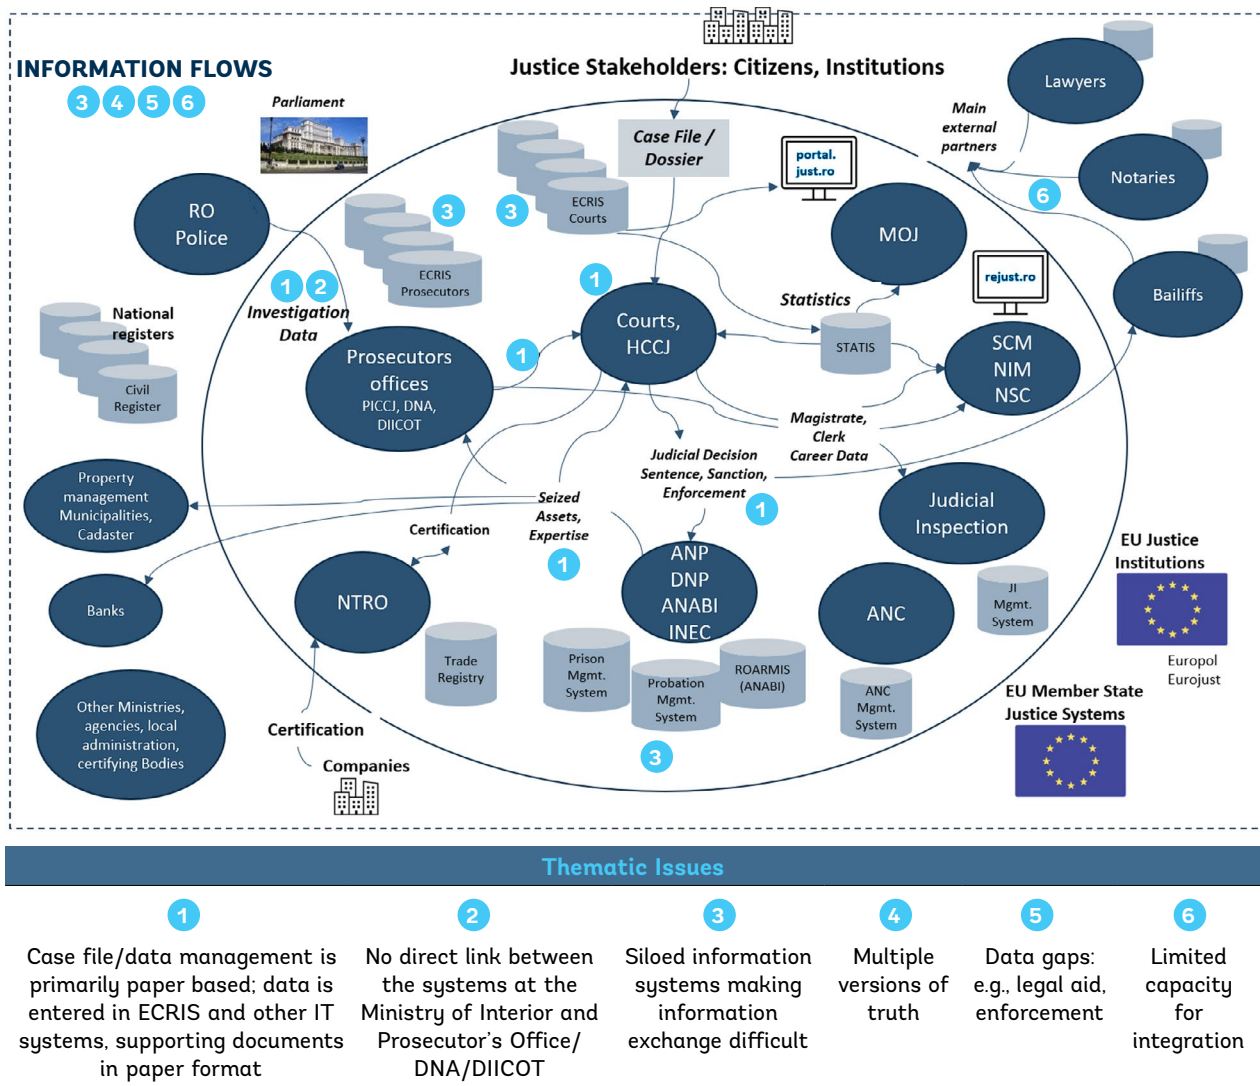 Justice Stakeholders: Citizens, Institutions
INFORMATION FLOWS
3 4 5 6
Parliament
Case File /
Dossier
portal.
just.ro
Main
external
partners
Lawyers
Notaries
6
Bailiffs
RO
Police
3
ECRIS
Prosecutors
3
ECRIS
Courts
MOJ
rejust.ro
1 2
Investigation
Data
National
registers
Civil
Register
1
Courts,
HCCJ
Statistics
STATIS
SCM
NIM
NSC
Prosecutors
offices
PICCJ, DNA,
DIICOT
1
Magistrate,
Clerk
Career Data
Judicial Decision
Sentence, Sanction,
Enforcement
1
Property
management
Municipalities,
Cadaster
Seized
Assets,
Expertise
1
Certification
Judicial
Inspection
JI
Mgmt.
System
EU Justice
Institutions
Europol
Eurojust
Banks
NTRO
Trade
Registry
ANP
DNP
ANABI
INEC
ANC
ANC
Mgmt.
System
Prison
Mgmt.
System
Probation
Mgmt.
System
ROARMIS
(ANABI)
3
EU Member State
Justice Systems
Other Ministries,
agencies, local
administration,
certifying Bodies
Certification
Companies
Thematic Issues
1
Case file/data management is
primarily paper based; data is
entered in ECRIS and other IT
systems, supporting documents
in paper format
2
No direct link between
the systems at the
Ministry of Interior and
Prosecutor's Office/
DNA/DIICOT
3
Siloed information
systems making
information
exchange difficult
4
Multiple
versions of
truth
5
Data gaps:
e.g., legal aid,
enforcement
6
Limited
capacity
for
integration